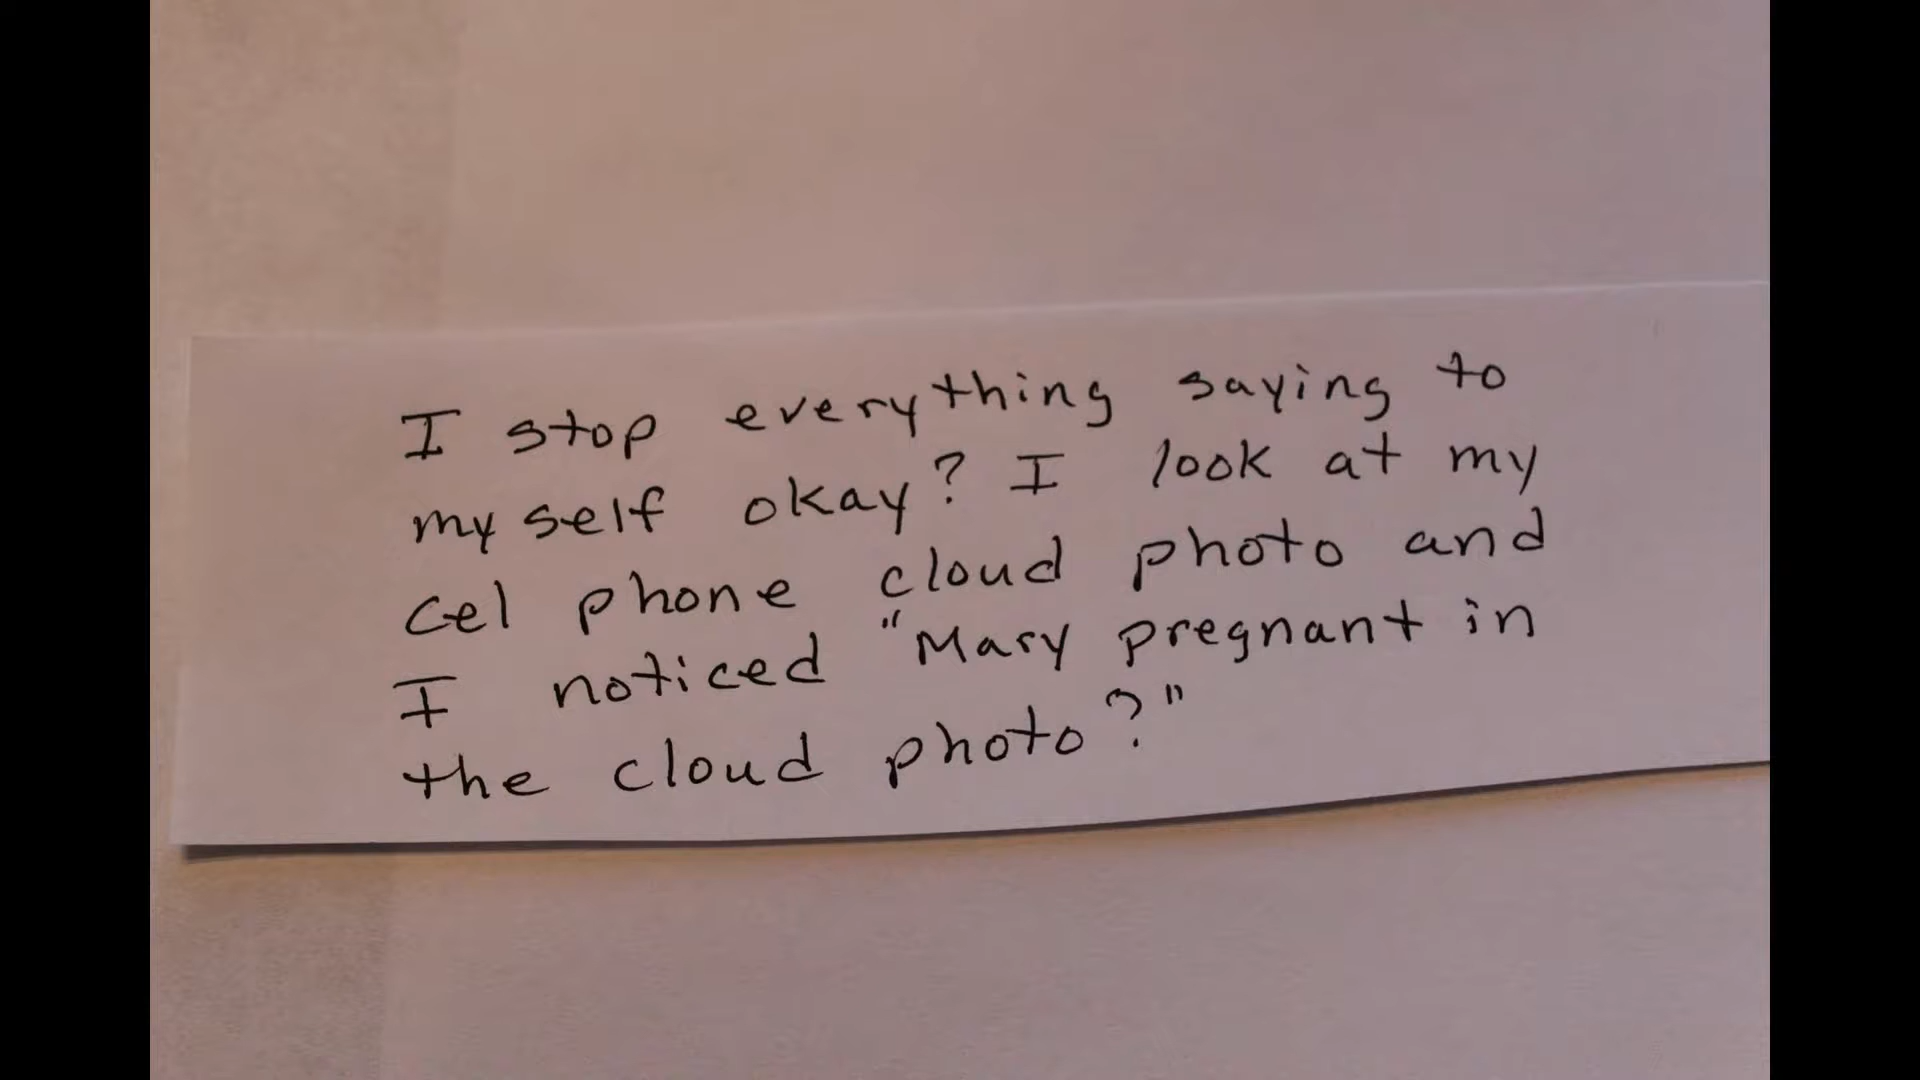 I stop everything saying to
my self okay? I look at my
cel phone cloud photo and
I noticed "Mary pregnant in
the cloud photo?"